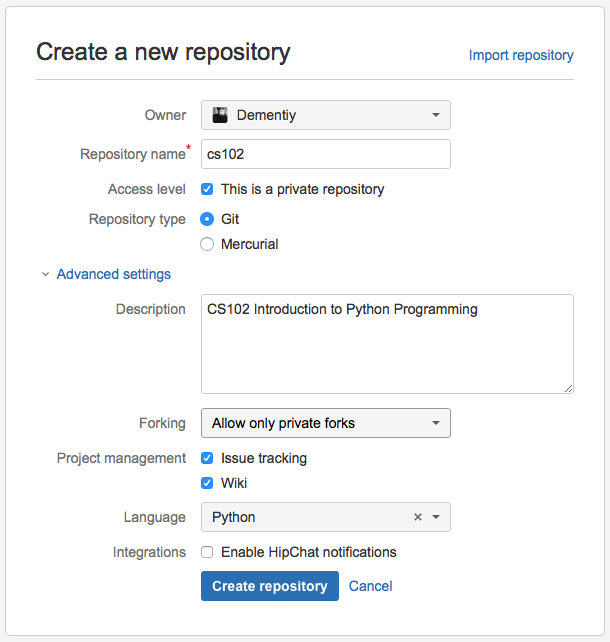 Create a new repository
Import repository
Owner Dementiy
Repository name* cs102
Access level This is a private repository
Repository type Git
Mercurial
Advanced settings
Description CS102 Introduction to Python Programming
Forking Allow only private forks
Project management Issue tracking
Wiki
Language Python
Integrations Enable HipChat notifications
Create repository Cancel